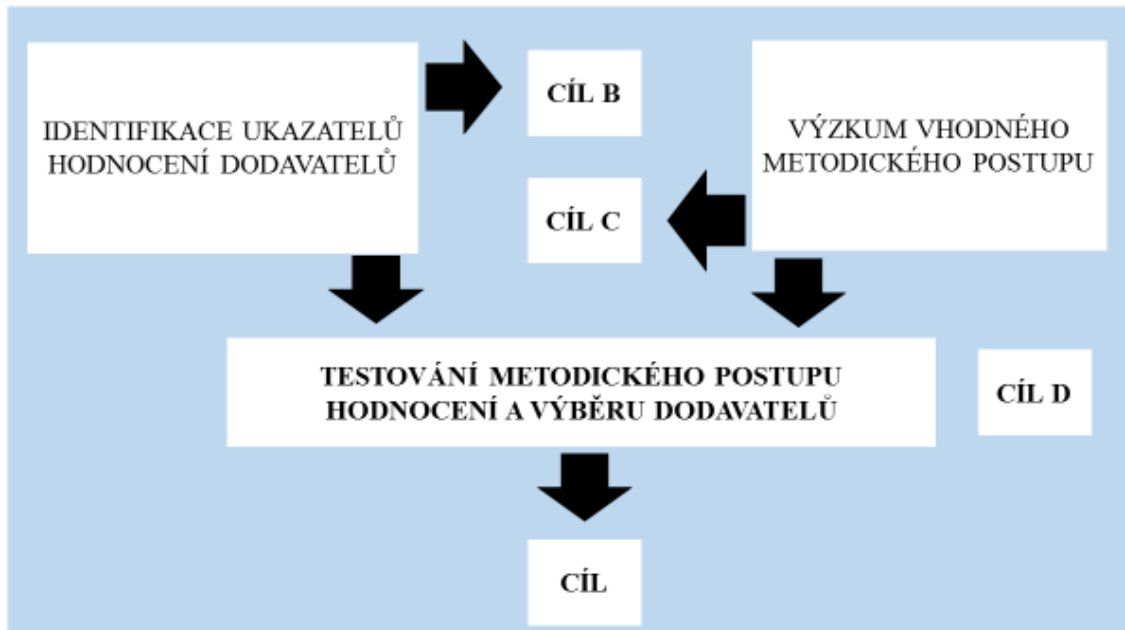 IDENTIFIKACE UKAZATELŮ
HODNOCENÍ DODAVATELŮ
CÍL B
VÝZKUM VHODNÉHO
METODICKÉHO POSTUPU
CÍL C
TESTOVÁNÍ METODICKÉHO POSTUPU
HODNOCENÍ A VÝBĚRU DODAVATELŮ
CÍL D
CÍL